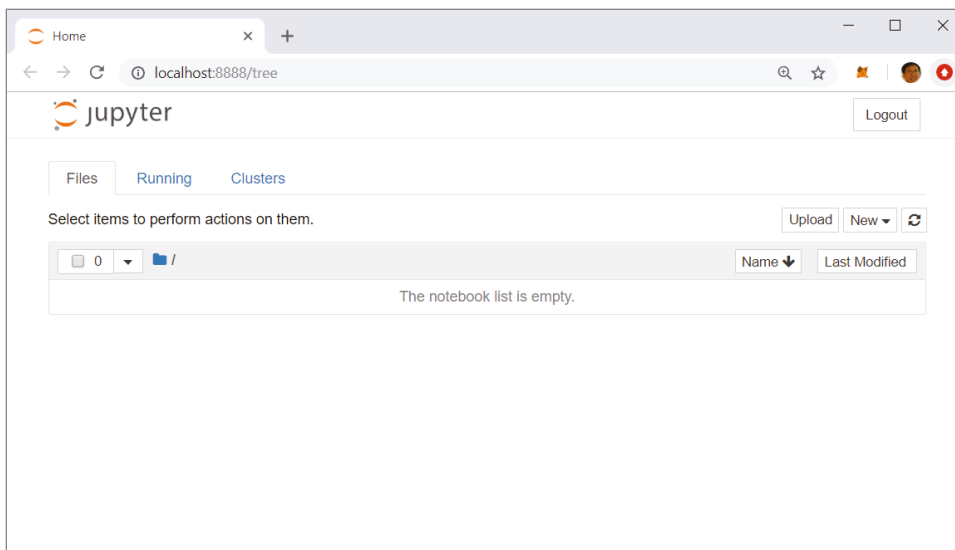 Home
localhost:8888/tree
jupyter
Logout
Files Running Clusters
Select items to perform actions on them.
Upload New
0 / Name Last Modified
The notebook list is empty.